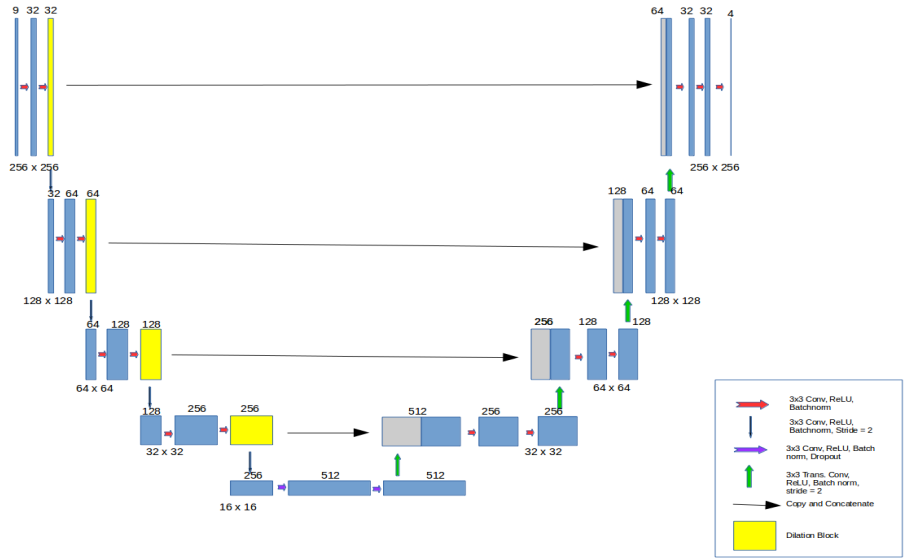 9 32 32
64 32 32 4
256 x 256
256 x 256
32 64 64
128 64 64
128 x 128
128 x 128
64 128 128
256 128 128
64 x 64
64 x 64
128 256 256
512 256 256
32 x 32
32 x 32
256 512 512
16 x 16
3x3 Conv, ReLU,
Batchnorm
3x3 Conv, ReLU,
Batchnorm, Stride = 2
3x3 Conv, ReLU, Batch
norm, Dropout
3x3 Trans. Conv,
ReLU, Batch norm,
stride = 2
Copy and Concatenate
Dilation Block